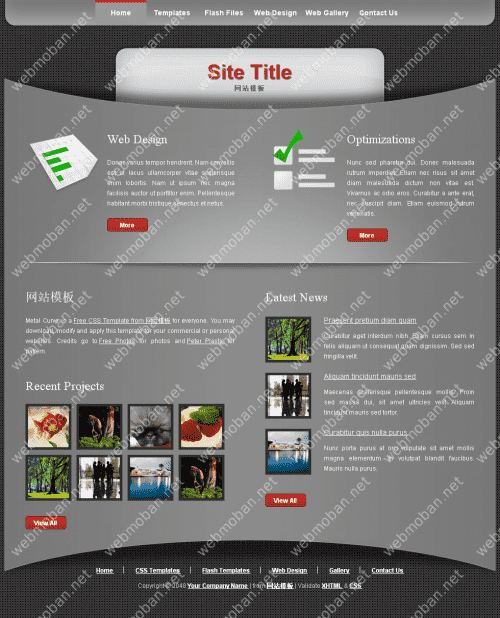 Home Templates Flash Files Web Design Web Gallery Contact Us
Site Title
网站模板
Web Design
Donec varius tempor hendrerit. Nam convallis
est ut lacus ullamcorper vitae scelerisque
enim lobortis. Nam ut ipsum nec magna
facilisis auctor ut porttitor enim. Pellentesque
habitant morbi tristique senectus et netus.
More
Optimizations
Nunc sed pharetra dui. Donec malesuada
rutrum imperdiet. Etiam nec risus sit amet
diam malesuada dictum non vitae est.
Vivamus ac odio eros. Curabitur a ante erat,
nec suscipit diam. Etiam euismod rutrum
venenatis.
More
网站模板
Metal Curve is a Free CSS Template from 网站模板 for everyone. You may
download, modify and apply this template for your commercial or personal
websites. Credits go to Free Photos for photos and Peter Plastic for
pattern.
Recent Projects
View All
Latest News
Praesent pretium diam quam
Curabitur eget interdum nibh. Etiam cursus sem in
felis aliquam ut consequat quam dignissim. Sed sed
fringilla velit.
Aliquam tincidunt mauris sed
Maecenas scelerisque pellentesque mollis. Proin
sed massa dui, sit amet ultricies velit. Aliquam
tincidunt mauris sed tortor.
Curabitur quis nulla purus
Nunc porta purus at orci vulputate sit amet mollis
magna elementum. In volutpat blandit faucibus.
Mauris nulla purus.
View All
Home | CSS Templates | Flash Templates | Web Design | Gallery | Contact Us
Copyright © 2048 Your Company Name | from 网站模板 | Validate XHTML & CSS
webmoban.net